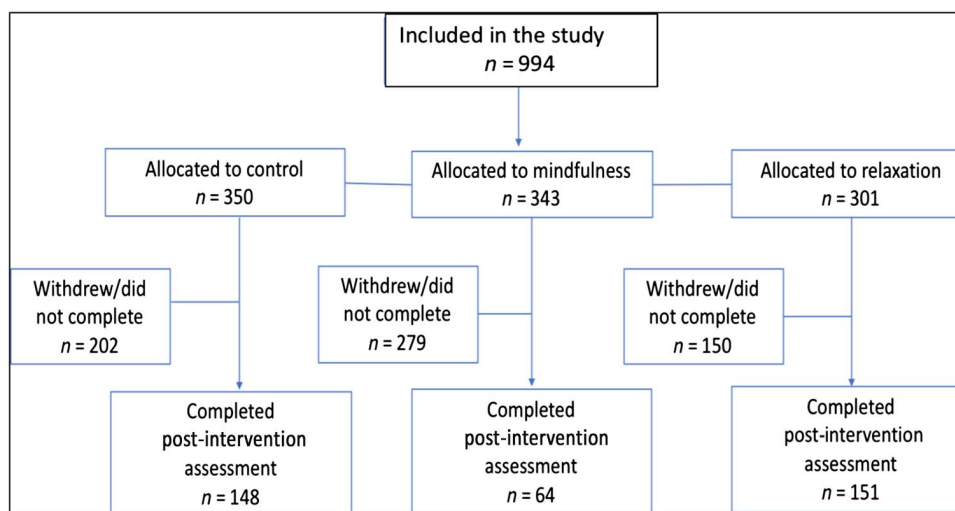 Included in the study
n = 994
Allocated to control
n = 350
Allocated to mindfulness
n = 343
Allocated to relaxation
n = 301
Withdrew/did
not complete
n = 202
Withdrew/did
not complete
n = 279
Withdrew/did
not complete
n = 150
Completed
post-intervention
assessment
n = 148
Completed
post-intervention
assessment
n = 64
Completed
post-intervention
assessment
n = 151